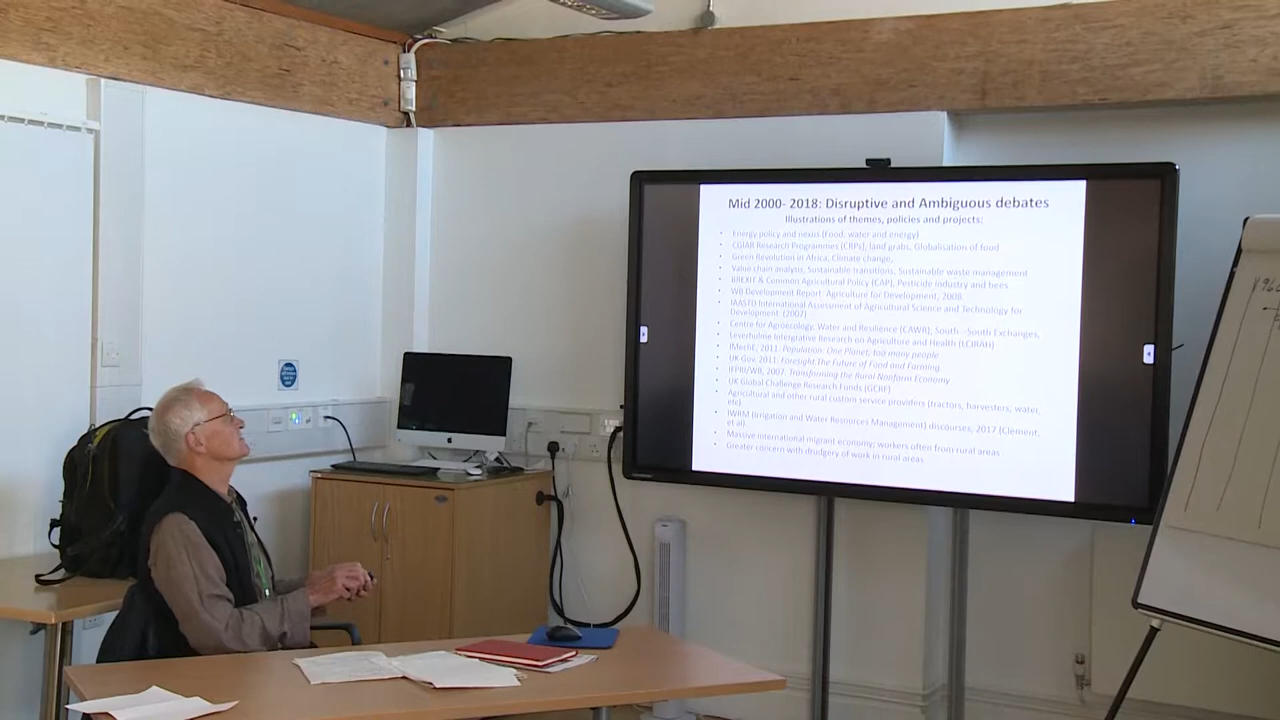 Mid 2000- 2018: Disruptive and Ambiguous debates
Illustrations of themes, policies and projects:
• Energy policy and nexus (Food, water and energy)
• CGIAR Research Programmes (CRPs), land grabs, Globalisation of food
• Green Revolution in Africa, Climate change,
• Value chain analysis, Sustainable transitions, Sustainable waste management
• BREXIT & Common Agricultural Policy (CAP), Pesticide industry and bees
• WB Development Report: Agriculture for Development, 2008.
• IAASTD International Assessment of Agricultural Science and Technology for
Development. (2007)
• Centre for Agroecology, Water and Resilience (CAWR), South –South Exchanges,
• Leverhulme Intergrative Research on Agriculture and Health (LCIRAH)
• IMechE, 2011. Population: One Planet, too many people
• UK Gov. 2011. Foresight.The Future of Food and Farming
• IFPRI/WB, 2007. Transforming the Rural Nonfarm Economy
• UK Global Challenge Research Funds (GCRF)
• Agricultural and other rural custom service providers (tractors, harvesters, water,
etc)
• IWRM (Irrigation and Water Resources Management) discourses, 2017 (Clement,
et al)
• Massive international migrant economy; workers often from rural areas
• Greater concern with drudgery of work in rural areas